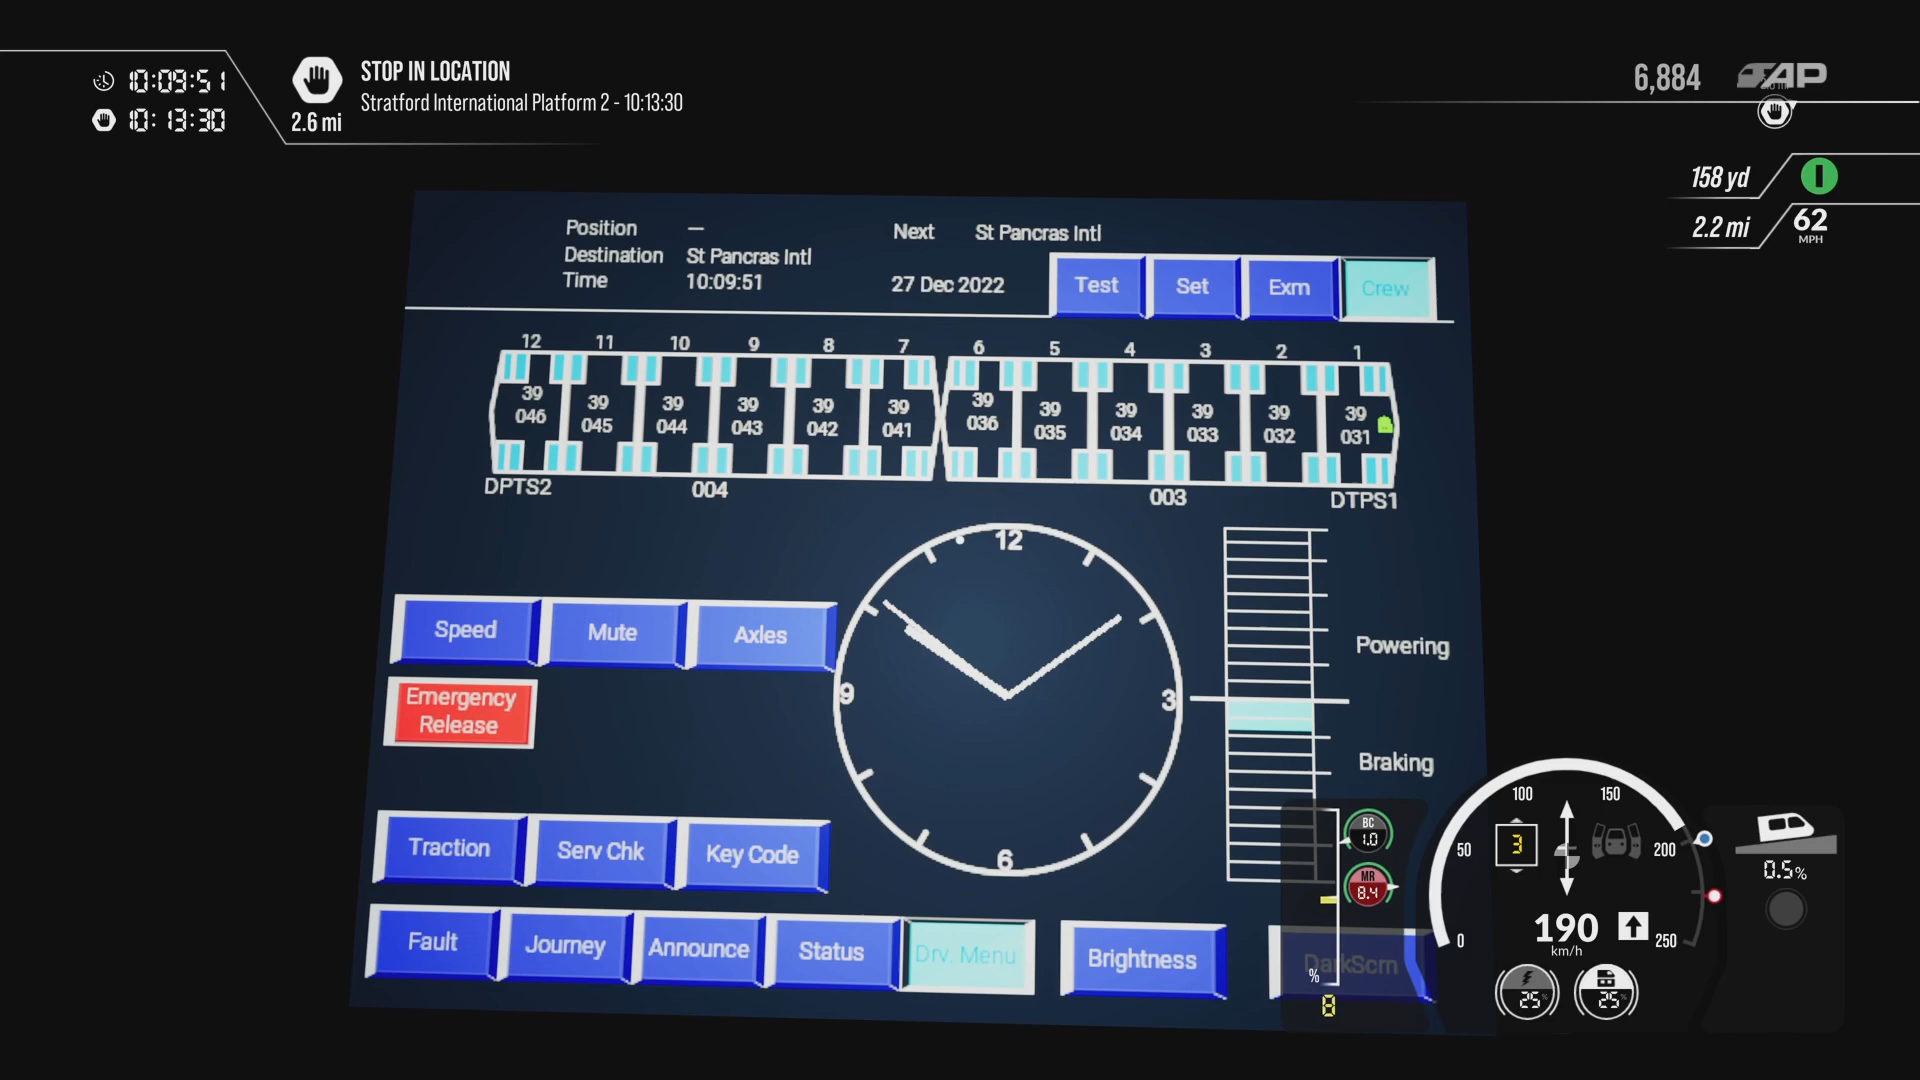 10:09:51
10:13:30
STOP IN LOCATION
Stratford International Platform 2 - 10:13:30
2.6 mi
6,884
AP
158 yd
2.2 mi
62
MPH
Position —
Next St Pancras Intl
Destination St Pancras Intl
Time 10:09:51
27 Dec 2022
Test Set Exm Crew
12 11 10 9 8 7 6 5 4 3 2 1
39 39 39 39 39 39 39 39 39 39 39 39
046 045 044 043 042 041 036 035 034 033 032 031
DPTS2 004 003 DTPS1
12
3
6
9
Speed Mute Axles
Emergency
Release
Powering
Braking
Traction Serv Chk Key Code
Fault Journey Announce Status Drv. Menu Brightness DarkScrn
BC
1.0
MR
8.4
%
8
0 50 100 150 200 250
3
190
km/h
25% 25%
0.5%